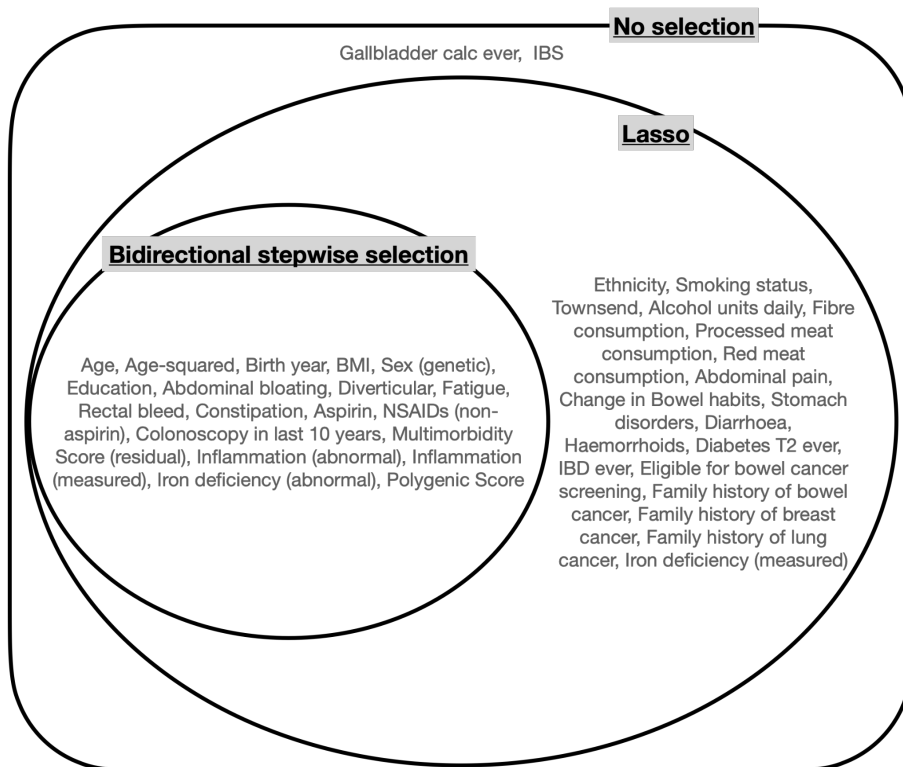 No selection
Gallbladder calc ever, IBS
Lasso
Bidirectional stepwise selection
Age, Age-squared, Birth year, BMI, Sex (genetic),
Education, Abdominal bloating, Diverticular, Fatigue,
Rectal bleed, Constipation, Aspirin, NSAIDs (non-
aspirin), Colonoscopy in last 10 years, Multimorbidity
Score (residual), Inflammation (abnormal), Inflammation
(measured), Iron deficiency (abnormal), Polygenic Score
Ethnicity, Smoking status,
Townsend, Alcohol units daily, Fibre
consumption, Processed meat
consumption, Red meat
consumption, Abdominal pain,
Change in Bowel habits, Stomach
disorders, Diarrhoea,
Haemorrhoids, Diabetes T2 ever,
IBD ever, Eligible for bowel cancer
screening, Family history of bowel
cancer, Family history of breast
cancer, Family history of lung
cancer, Iron deficiency (measured)